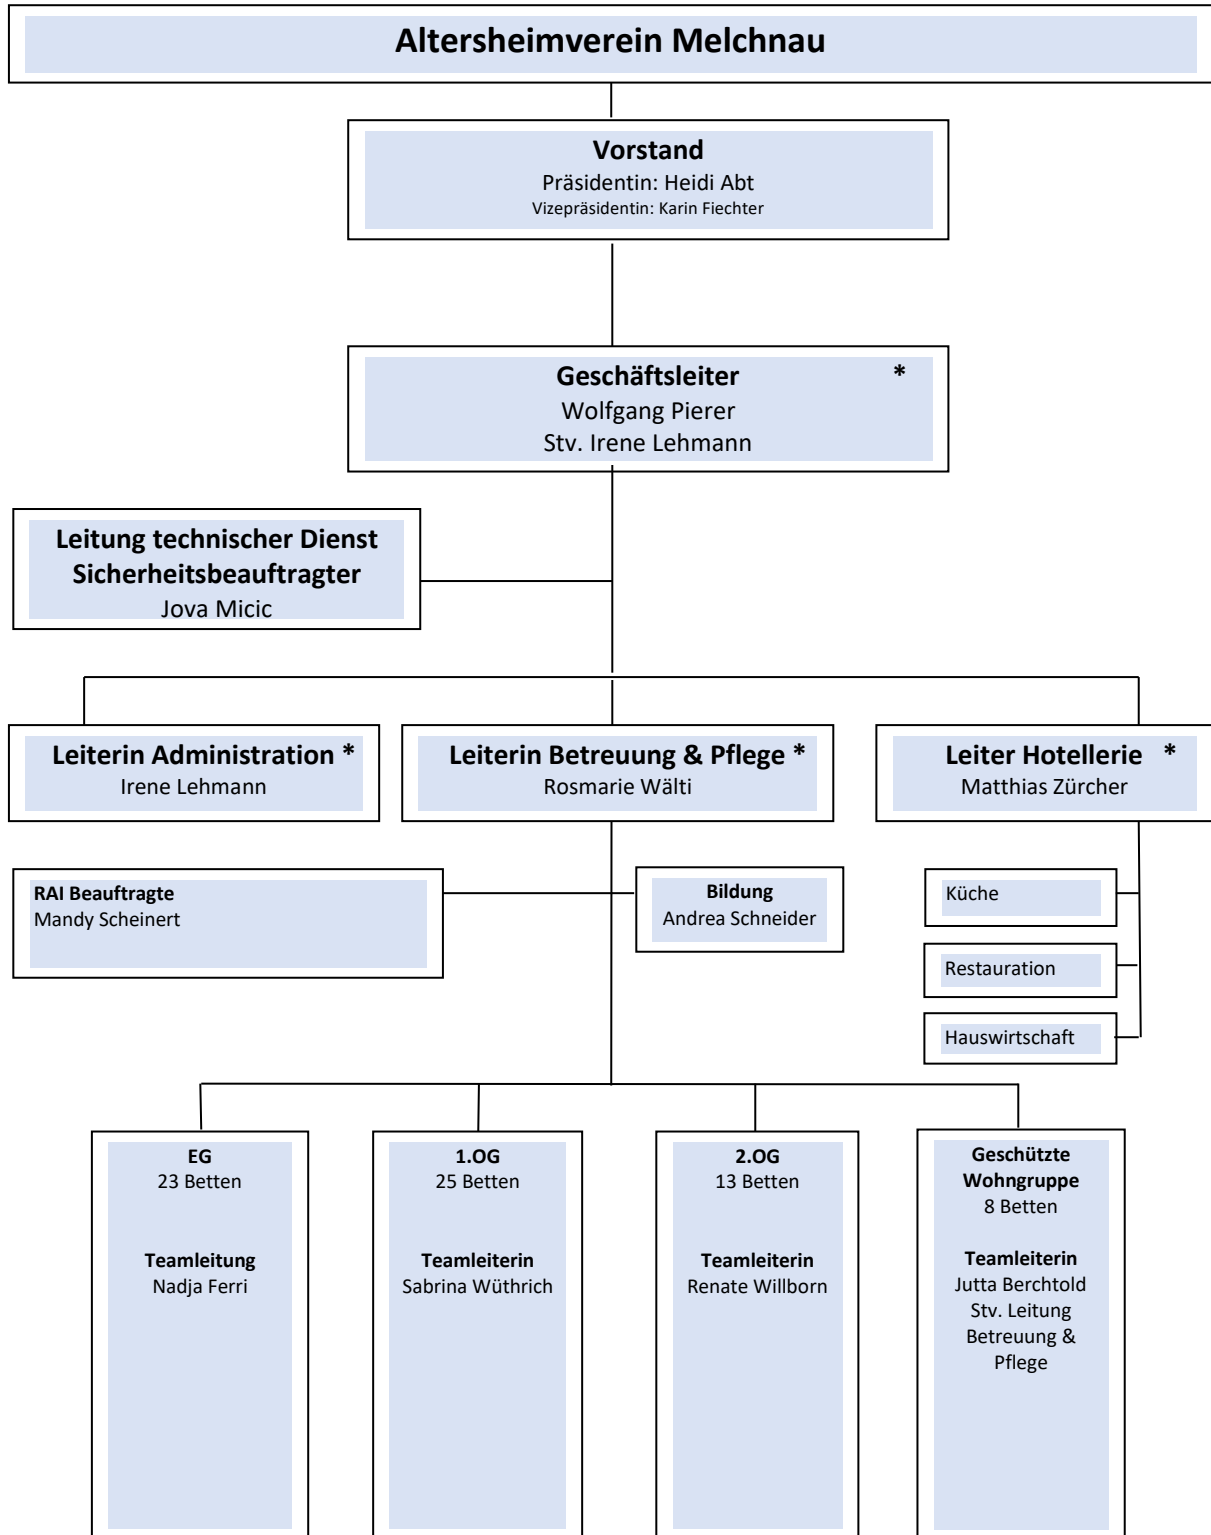 Altersheimverein Melchnau
Vorstand
Präsidentin: Heidi Abt
Vizepräsidentin: Karin Fiechter
Geschäftsleiter *
Wolfgang Pierer
Stv. Irene Lehmann
Leitung technischer Dienst
Sicherheitsbeauftragter
Jova Micic
Leiterin Administration *
Irene Lehmann
Leiterin Betreuung & Pflege *
Rosmarie Wälti
Leiter Hotellerie *
Matthias Zürcher
RAI Beauftragte
Mandy Scheinert
Bildung
Andrea Schneider
Küche
Restauration
Hauswirtschaft
EG
23 Betten
Teamleitung
Nadja Ferri
1.OG
25 Betten
Teamleiterin
Sabrina Wüthrich
2.OG
13 Betten
Teamleiterin
Renate Willborn
Geschützte
Wohngruppe
8 Betten
Teamleiterin
Jutta Berchtold
Stv. Leitung
Betreuung &
Pflege